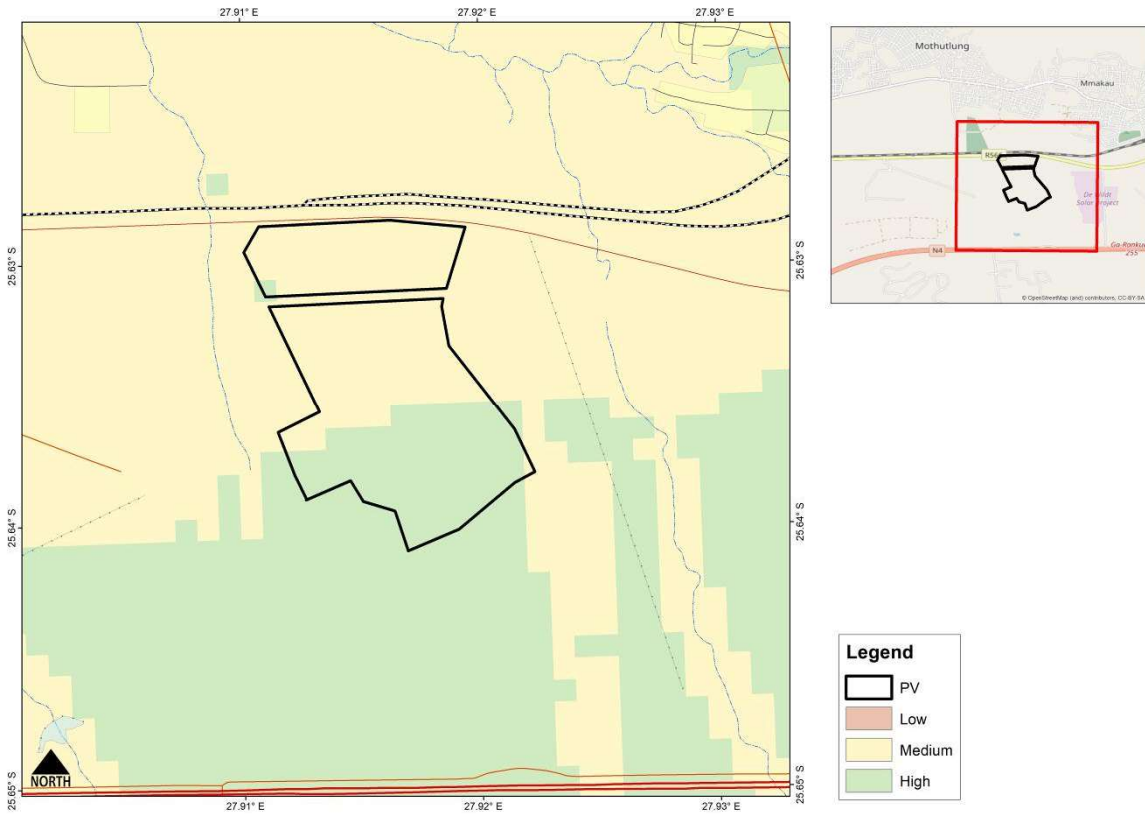 27.91° E
27.92° E
27.93° E
25.63° S
25.63° S
25.64° S
25.64° S
25.65° S
25.65° S
NORTH
27.91° E
27.92° E
27.93° E
Mothutlung
Mmakau
R566
De Wildt
Solar Project
N4
Ga-Rankuwa
255
© OpenStreetMap (and) contributors, CC-BY-SA
Legend
PV
Low
Medium
High